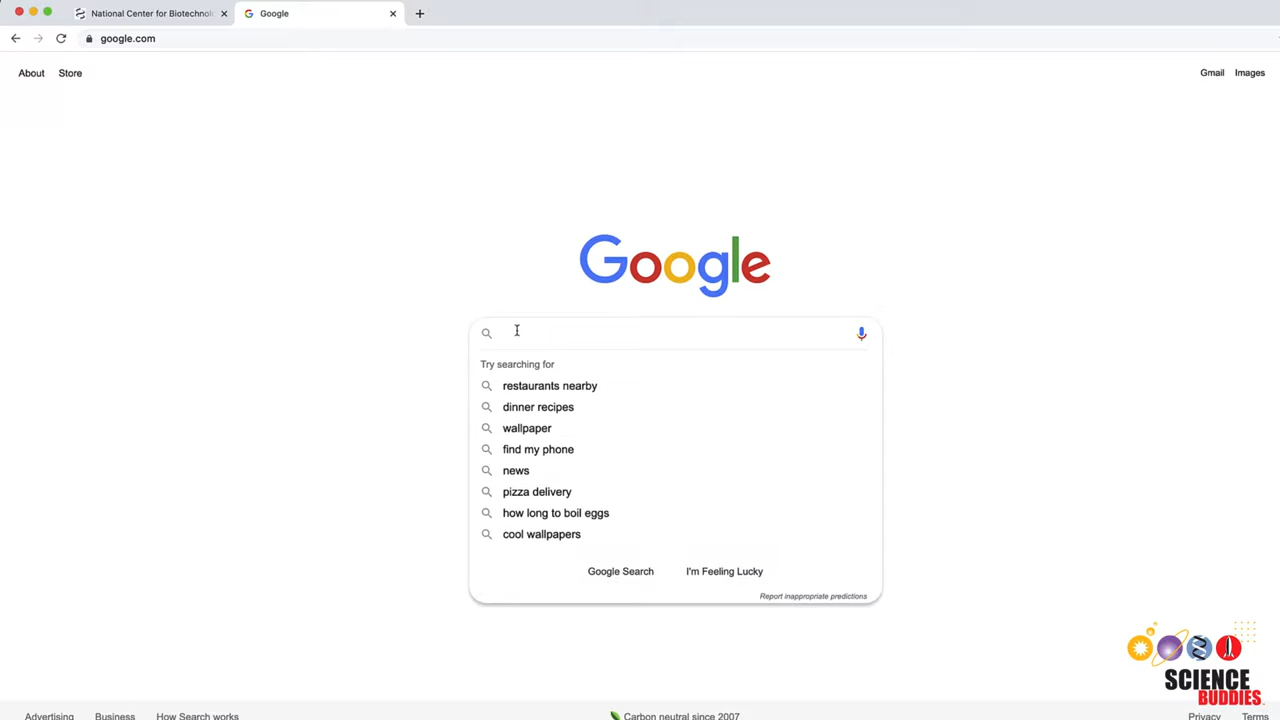 National Center for Biotechnol
Google
google.com
About Store
Gmail Images
Google
Try searching for
restaurants nearby
dinner recipes
wallpaper
find my phone
news
pizza delivery
how long to boil eggs
cool wallpapers
Google Search I'm Feeling Lucky
Report inappropriate predictions
SCIENCE
BUDDIES
Advertising Business How Search works
Carbon neutral since 2007
Privacy Terms